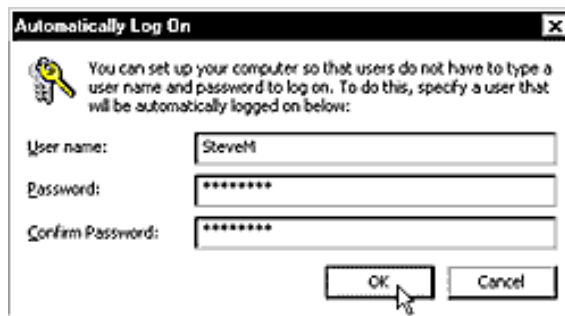 Automatically Log On
You can set up your computer so that users do not have to type a
user name and password to log on. To do this, specify a user that
will be automatically logged on below:
User name: SteveM
Password: ********
Confirm Password: ********
OK Cancel